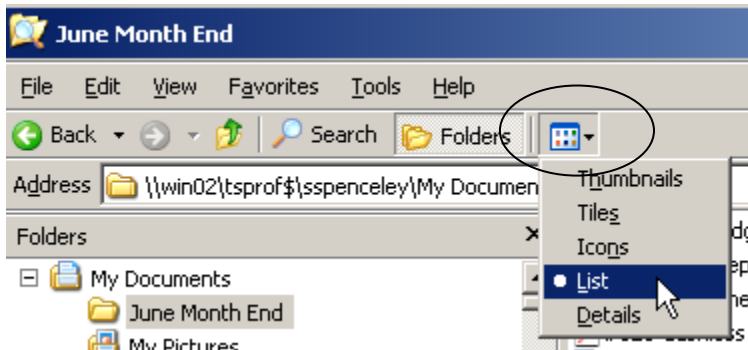 June Month End
File Edit View Favorites Tools Help
Back Search Folders
Address \\win02\tsprof$\sspenceley\My Documen
Thumbnails
Tiles
Icons
List
Details
Folders
My Documents
June Month End
My Pictures